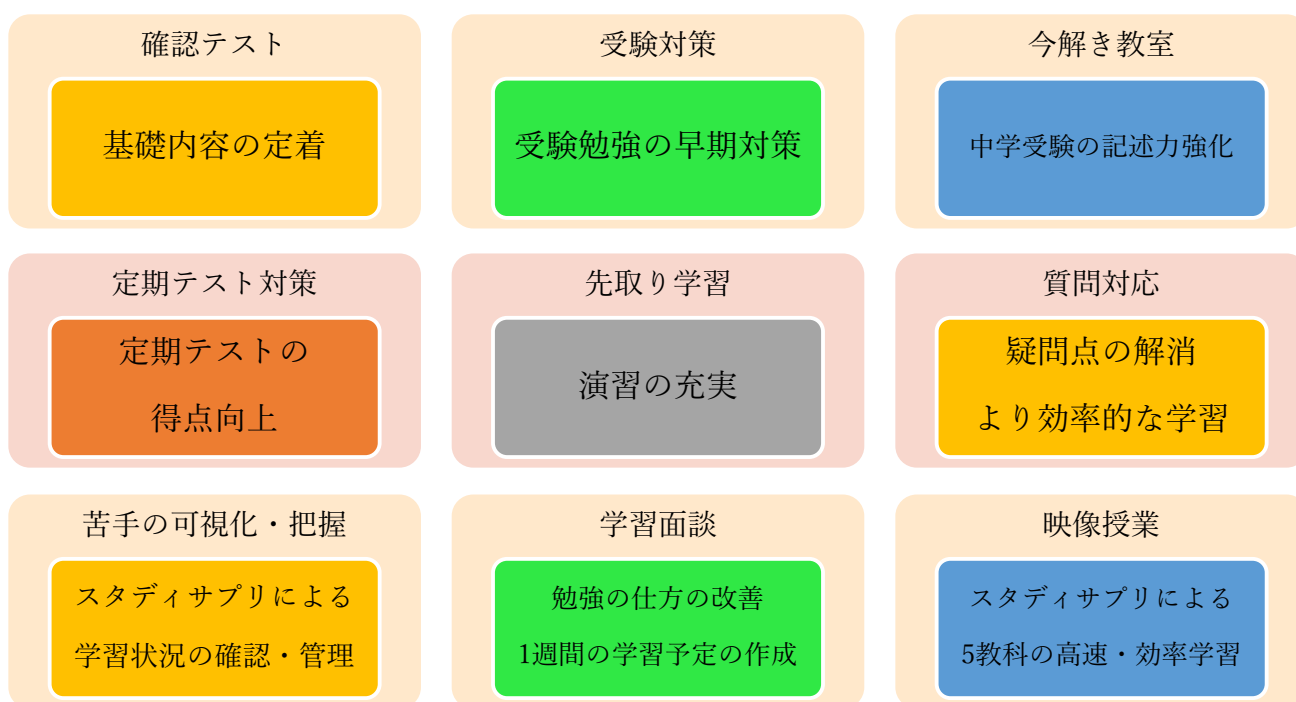 確認テスト
基礎内容の定着
受験対策
受験勉強の早期対策
今解き教室
中学受験の記述力強化
定期テスト対策
定期テストの
得点向上
先取り学習
演習の充実
質問対応
疑問点の解消
より効率的な学習
苦手の可視化・把握
スタディサプリによる
学習状況の確認・管理
学習面談
勉強の仕方の改善
1週間の学習予定の作成
映像授業
スタディサプリによる
5教科の高速・効率学習